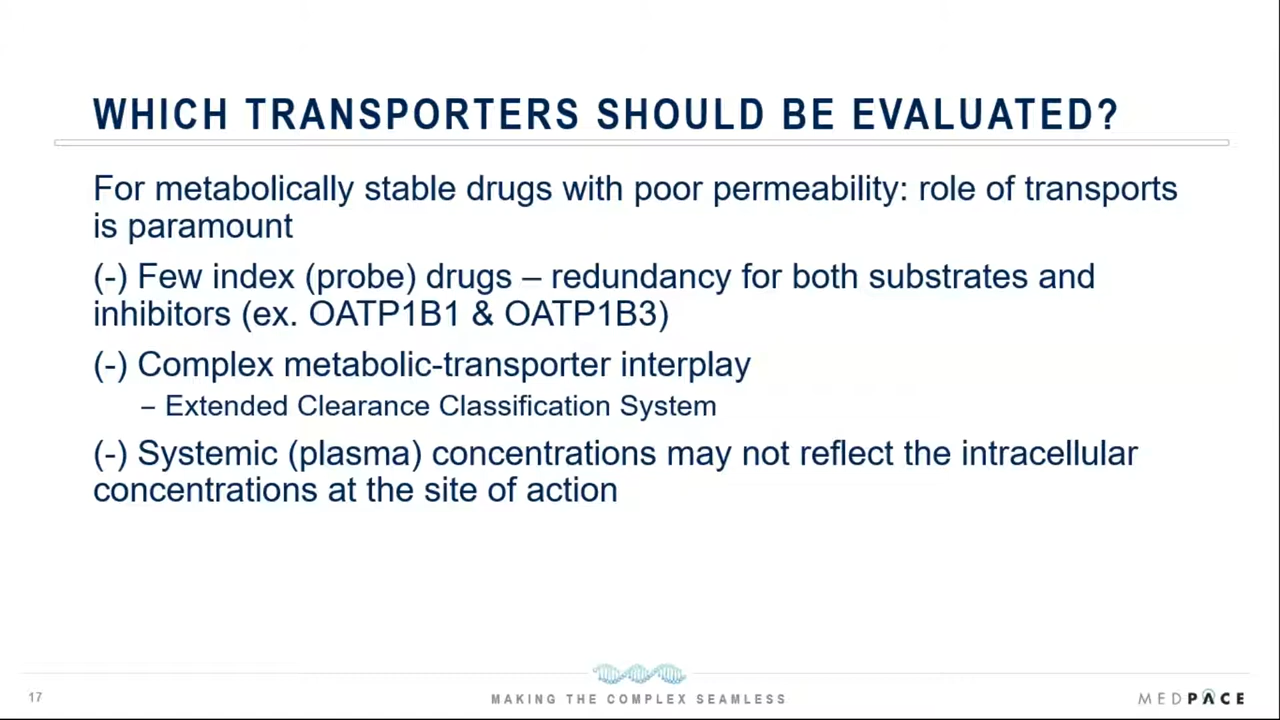 WHICH TRANSPORTERS SHOULD BE EVALUATED?
For metabolically stable drugs with poor permeability: role of transports
is paramount
(-) Few index (probe) drugs – redundancy for both substrates and
inhibitors (ex. OATP1B1 & OATP1B3)
(-) Complex metabolic-transporter interplay
– Extended Clearance Classification System
(-) Systemic (plasma) concentrations may not reflect the intracellular
concentrations at the site of action
17
MAKING THE COMPLEX SEAMLESS
MEDPACE